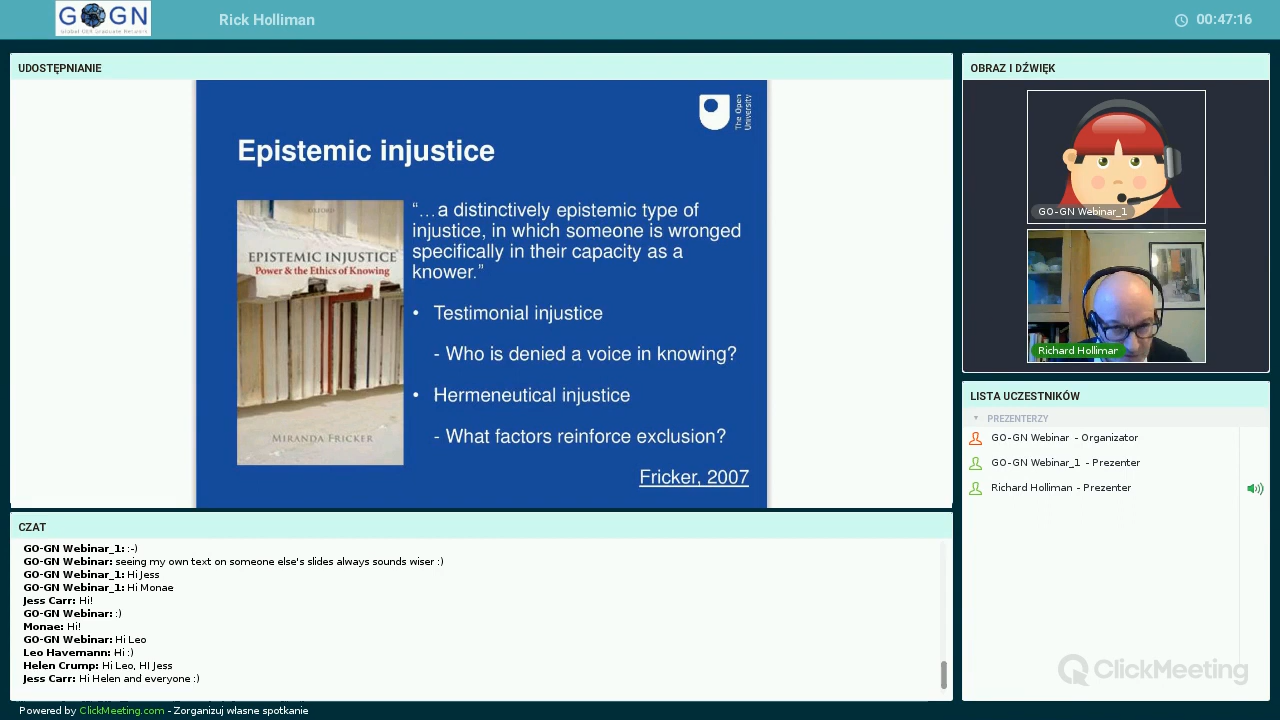 GOGN
Global OER Graduate Network
Rick Holliman
00:47:16
UDOSTĘPNIANIE
The Open
University
Epistemic injustice
OXFORD
EPISTEMIC INJUSTICE
Power & the Ethics of Knowing
MIRANDA FRICKER
“…a distinctively epistemic type of
injustice, in which someone is wronged
specifically in their capacity as a
knower.”
• Testimonial injustice
- Who is denied a voice in knowing?
• Hermeneutical injustice
- What factors reinforce exclusion?
Fricker, 2007
OBRAZ I DŹWIĘK
GO-GN Webinar_1
Richard Holliman
LISTA UCZESTNIKÓW
PREZENTERZY
GO-GN Webinar - Organizator
GO-GN Webinar_1 - Prezenter
Richard Holliman - Prezenter
ClickMeeting
CZAT
GO-GN Webinar_1: :-)
GO-GN Webinar: seeing my own text on someone else's slides always sounds wiser :)
GO-GN Webinar_1: Hi Jess
GO-GN Webinar_1: Hi Monae
Jess Carr: Hi!
GO-GN Webinar: :)
Monae: Hi!
GO-GN Webinar: Hi Leo
Leo Havemann: Hi :)
Helen Crump: Hi Leo, HI Jess
Jess Carr: Hi Helen and everyone :)
Powered by ClickMeeting.com - Zorganizuj własne spotkanie